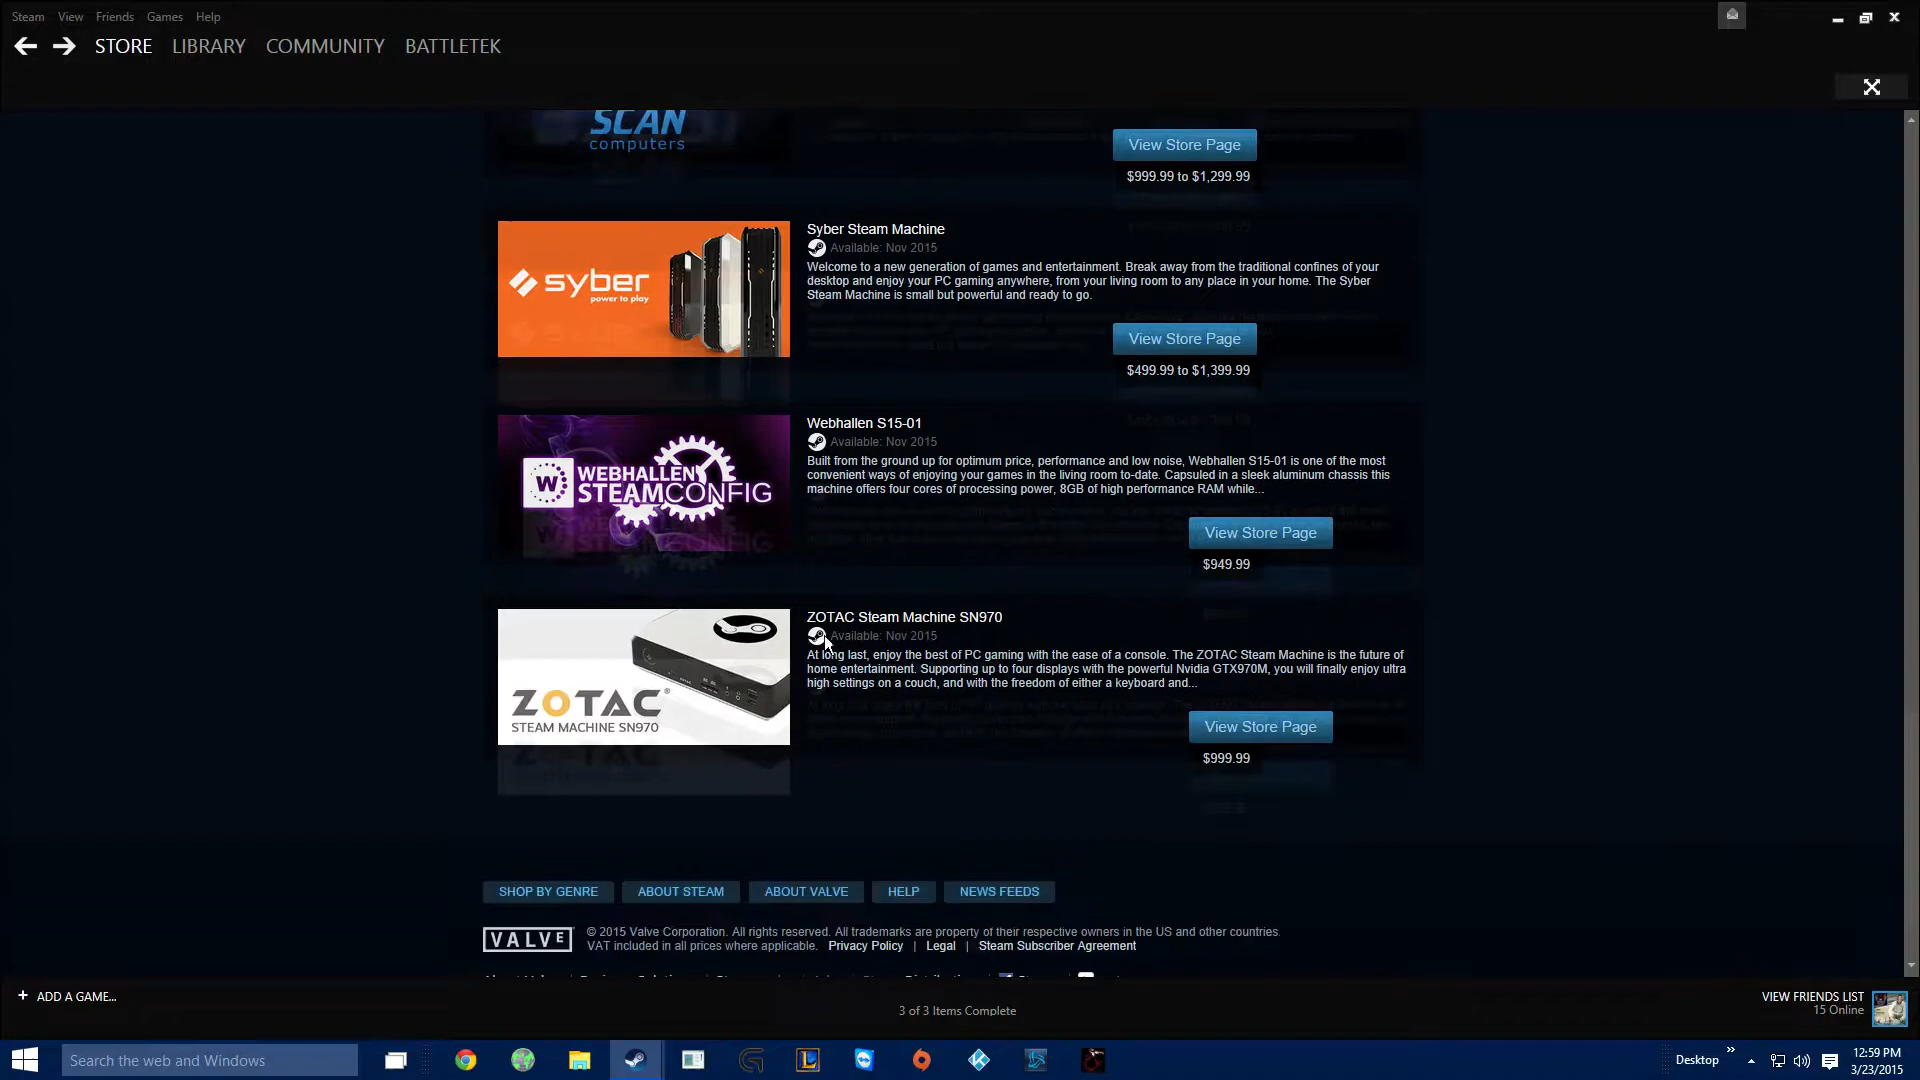 Steam View Friends Games Help
STORE LIBRARY COMMUNITY BATTLETEK
SCAN
computers
View Store Page
$999.99 to $1,299.99
syber
power to play
Syber Steam Machine
Available: Nov 2015
Welcome to a new generation of games and entertainment. Break away from the traditional confines of your
desktop and enjoy your PC gaming anywhere, from your living room to any place in your home. The Syber
Steam Machine is small but powerful and ready to go.
View Store Page
$499.99 to $1,399.99
W WEBHALLEN
STEAMCONFIG
Webhallen S15-01
Available: Nov 2015
Built from the ground up for optimum price, performance and low noise, Webhallen S15-01 is one of the most
convenient ways of enjoying your games in the living room to-date. Capsuled in a sleek aluminum chassis this
machine offers four cores of processing power, 8GB of high performance RAM while...
View Store Page
$949.99
ZOTAC®
STEAM MACHINE SN970
ZOTAC Steam Machine SN970
Available: Nov 2015
At long last, enjoy the best of PC gaming with the ease of a console. The ZOTAC Steam Machine is the future of
home entertainment. Supporting up to four displays with the powerful Nvidia GTX970M, you will finally enjoy ultra
high settings on a couch, and with the freedom of either a keyboard and...
View Store Page
$999.99
SHOP BY GENRE ABOUT STEAM ABOUT VALVE HELP NEWS FEEDS
VALVE
© 2015 Valve Corporation. All rights reserved. All trademarks are property of their respective owners in the US and other countries.
VAT included in all prices where applicable. Privacy Policy | Legal | Steam Subscriber Agreement
+ ADD A GAME...
3 of 3 Items Complete
VIEW FRIENDS LIST
15 Online
Search the web and Windows
Desktop
12:59 PM
3/23/2015